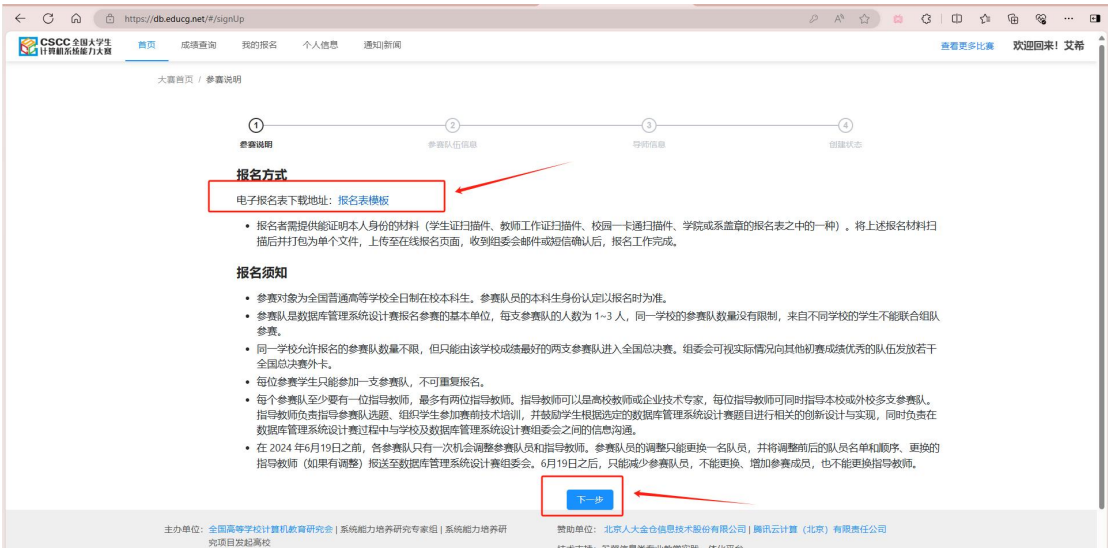 https://db.educg.net/#/signUp
CSCC 全国大学生
计算机系统能力大赛
首页 成绩查询 我的报名 个人信息 通知|新闻 查看更多比赛 欢迎回来! 艾希
大赛首页 / 参赛说明
1 2 3 4
参赛说明 参赛队伍信息 导师信息 创建状态
报名方式
电子报名表下载地址: 报名表模板
• 报名者需提供能证明本人身份的材料（学生证扫描件、教师工作证扫描件、校园一卡通扫描件、学院或系盖章的报名表之中的一种）。将上述报名材料扫
描后并打包为单个文件，上传至在线报名页面，收到组委会邮件或短信确认后，报名工作完成。
报名须知
• 参赛对象为全国普通高等学校全日制在校本科生。参赛队员的本科生身份认定以报名时为准。
• 参赛队是数据库管理系统设计赛报名参赛的基本单位，每支参赛队的人数为 1~3 人，同一学校的参赛队数量没有限制，来自不同学校的学生不能联合组队
参赛。
• 同一学校允许报名的参赛队数量不限，但只能由该学校成绩最好的两支参赛队进入全国总决赛。组委会可视实际情况向其他初赛成绩优秀的队伍发放若干
全国总决赛外卡。
• 每位参赛学生只能参加一支参赛队，不可重复报名。
• 每个参赛队至少要有一位指导教师，最多有两位指导教师。指导教师可以是高校教师或企业技术专家，每位指导教师可同时指导本校或外校多支参赛队。
指导教师负责指导参赛队选题、组织学生参加赛前技术培训，并鼓励学生根据选定的数据库管理系统设计赛题目进行相关的创新设计与实现，同时负责在
数据库管理系统设计赛过程中与学校及数据库管理系统设计赛组委会之间的信息沟通。
• 在 2024 年6月19日之前，各参赛队只有一次机会调整参赛队员和指导教师。参赛队员的调整只能更换一名队员，并将调整前后的队员名单和顺序、更换的
指导教师（如果有调整）报送至数据库管理系统设计赛组委会。6月19日之后，只能减少参赛队员，不能更换、增加参赛成员，也不能更换指导教师。
下一步
主办单位: 全国高等学校计算机教育研究会 | 系统能力培养研究专家组 | 系统能力培养研
究项目发起高校
赞助单位: 北京人大金仓信息技术股份有限公司 | 腾讯云计算（北京）有限责任公司